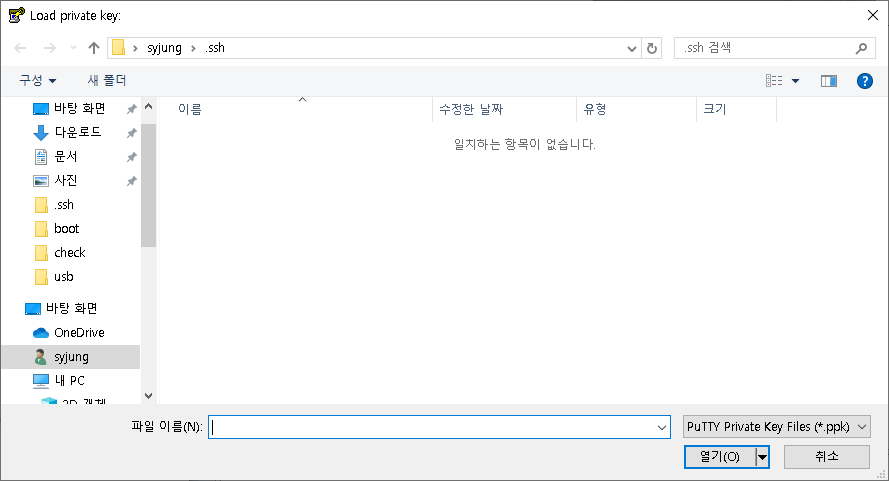 Load private key:
syjung > .ssh
.ssh 검색
구성
새 폴더
이름
수정한 날짜
유형
크기
일치하는 항목이 없습니다.
바탕 화면
다운로드
문서
사진
.ssh
boot
check
usb
바탕 화면
OneDrive
syjung
내 PC
3D 개체
파일 이름(N):
PuTTY Private Key Files (*.ppk)
열기(O)
취소